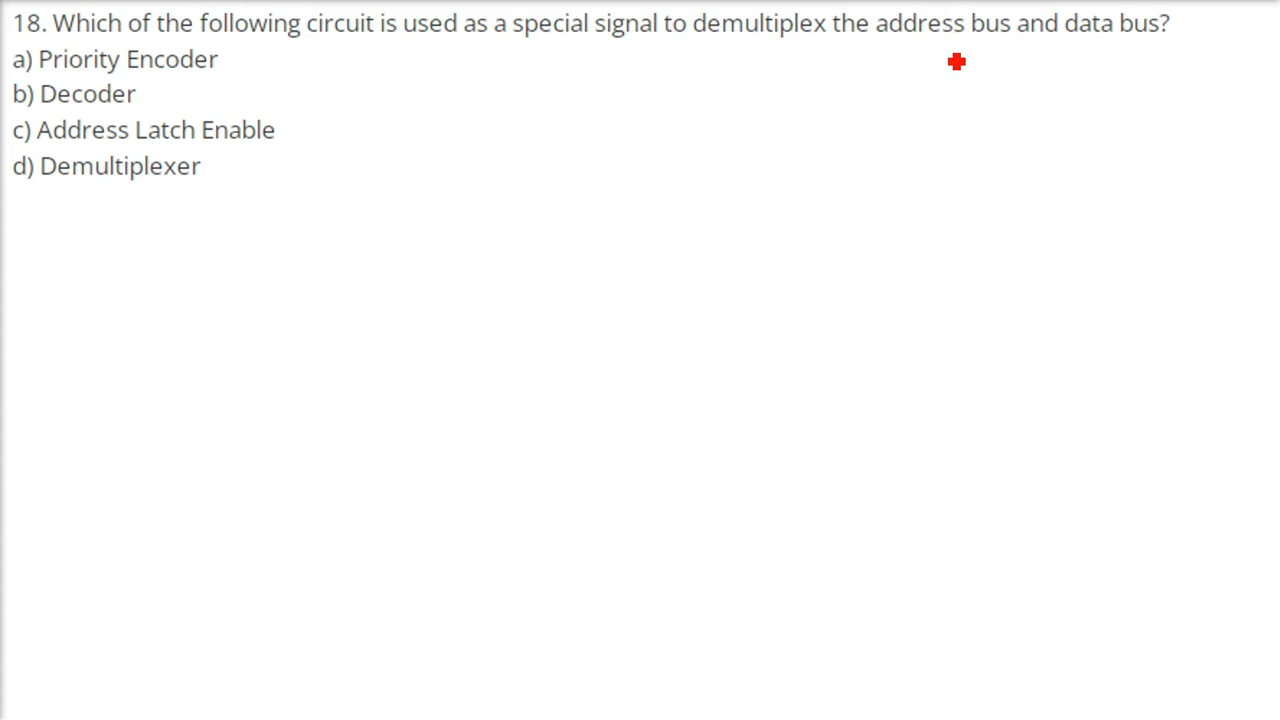 18. Which of the following circuit is used as a special signal to demultiplex the address bus and data bus?
a) Priority Encoder
b) Decoder
c) Address Latch Enable
d) Demultiplexer